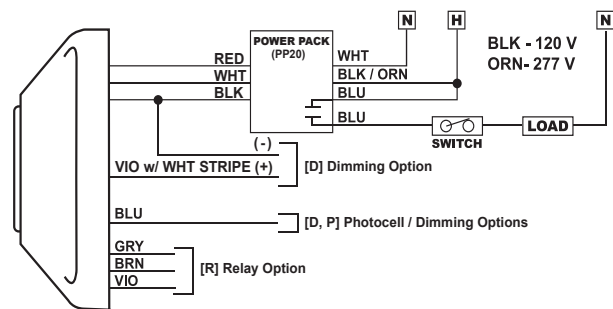 N H N
POWER PACK
(PP20)
BLK - 120 V
ORN- 277 V
RED WHT
WHT BLK / ORN
BLK BLU
BLU
SWITCH
LOAD
(-)
VIO w/ WHT STRIPE (+)
[D] Dimming Option
BLU
[D, P] Photocell / Dimming Options
GRY
BRN
VIO
[R] Relay Option